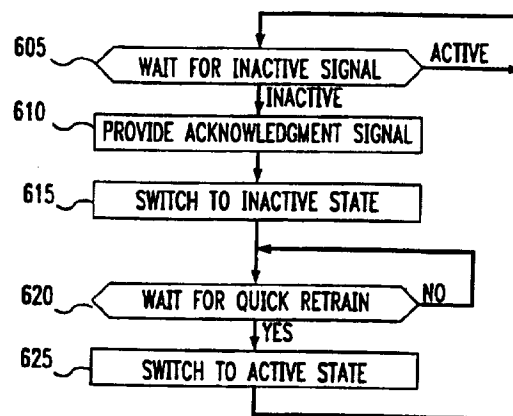 605
WAIT FOR INACTIVE SIGNAL
ACTIVE
INACTIVE
610
PROVIDE ACKNOWLEDGMENT SIGNAL
615
SWITCH TO INACTIVE STATE
620
WAIT FOR QUICK RETRAIN
NO
YES
625
SWITCH TO ACTIVE STATE